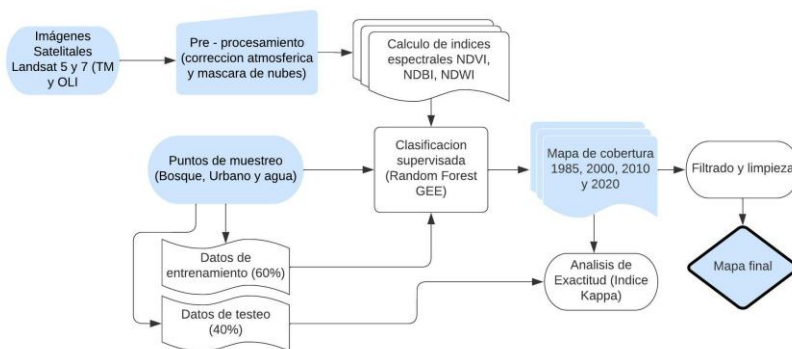 Imágenes
Satelitales
Landsat 5 y 7 (TM
y OLI
Pre - procesamiento
(correccion atmosferica
y mascara de nubes)
Calculo de indices
espectrales NDVI,
NDBI, NDWI
Puntos de muestreo
(Bosque, Urbano y agua)
Clasificacion
supervisada
(Random Forest
GEE)
Mapa de cobertura
1985, 2000, 2010
y 2020
Filtrado y limpieza
Datos de
entrenamiento (60%)
Datos de testeo
(40%)
Analisis de
Exactitud (Indice
Kappa)
Mapa final